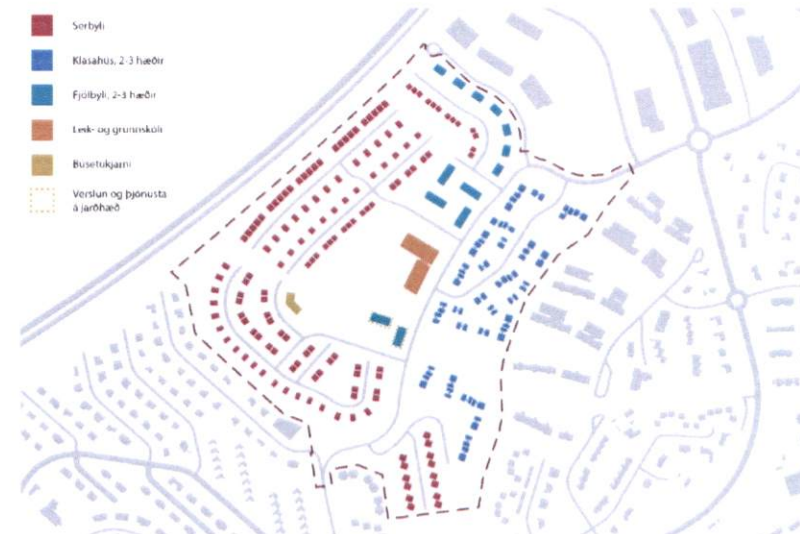 Sérbýli
Klasahús, 2-3 hæðir
Fjölbýli, 2-3 hæðir
Leik- og grunnskóli
Búsetukjarni
Verslun og þjónusta
á jarðhæð